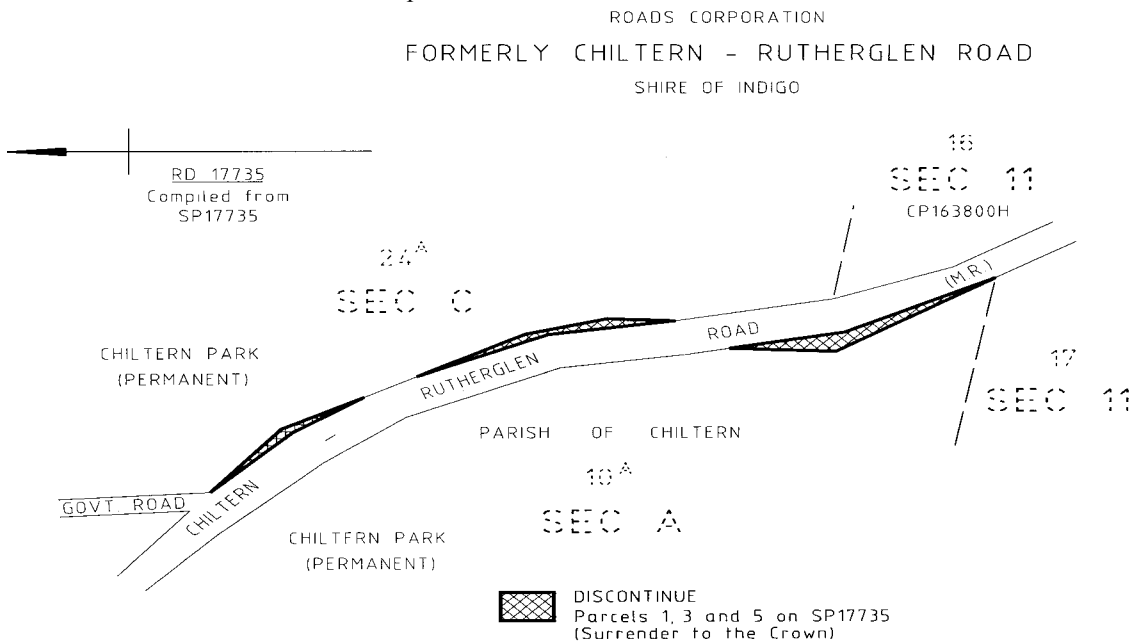 ROADS CORPORATION
FORMERLY CHILTERN - RUTHERGLEN ROAD
SHIRE OF INDIGO
RD 17735
Compiled from
SP17735
16
SEC 11
CP163800H
24A
SEC C
(M.R.)
ROAD
CHILTERN PARK
(PERMANENT)
RUTHERGLEN
17
SEC 11
PARISH OF CHILTERN
GOVT. ROAD
CHILTERN
10A
SEC A
CHILTERN PARK
(PERMANENT)
DISCONTINUE
Parcels 1, 3 and 5 on SP17735
(Surrender to the Crown)